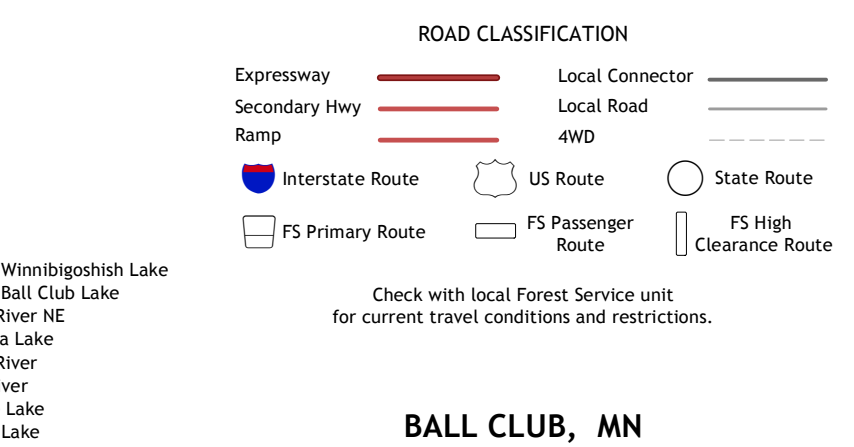 ROAD CLASSIFICATION
Expressway
Local Connector
Secondary Hwy
Local Road
Ramp
4WD
Interstate Route
US Route
State Route
FS Primary Route
FS Passenger
Route
FS High
Clearance Route
Check with local Forest Service unit
for current travel conditions and restrictions.
Winnibigoshish Lake
Ball Club Lake
River NE
Lake
River
Lake
Lake
BALL CLUB, MN